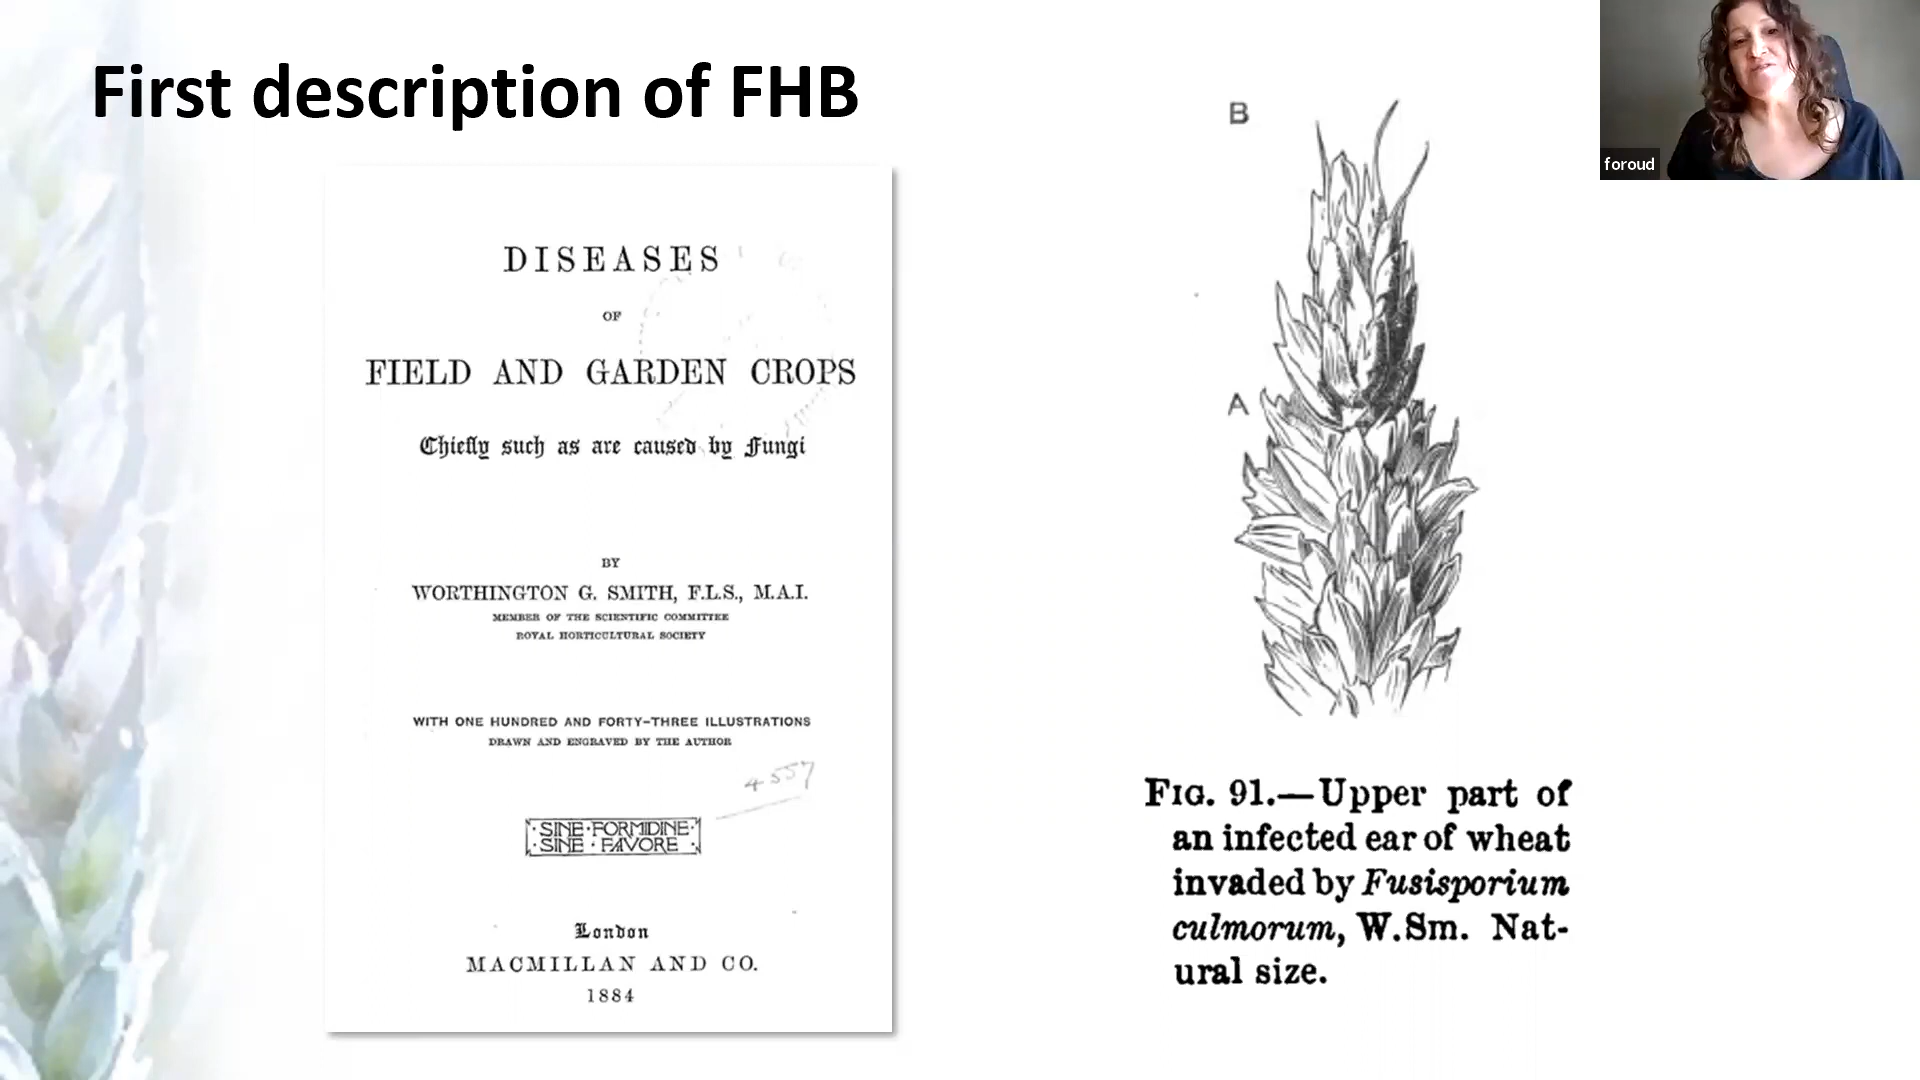 First description of FHB
DISEASES
OF
FIELD AND GARDEN CROPS
Chiefly such as are caused by Fungi
BY
WORTHINGTON G. SMITH, F.L.S., M.A.I.
MEMBER OF THE SCIENTIFIC COMMITTEE
ROYAL HORTICULTURAL SOCIETY
WITH ONE HUNDRED AND FORTY-THREE ILLUSTRATIONS
DRAWN AND ENGRAVED BY THE AUTHOR
4557
·SINE·FORMIDINE·
·SINE·FAVORE·
London
MACMILLAN AND CO.
1884
B
A
FIG. 91.—Upper part of
an infected ear of wheat
invaded by Fusisporium
culmorum, W.Sm. Nat-
ural size.
foroud